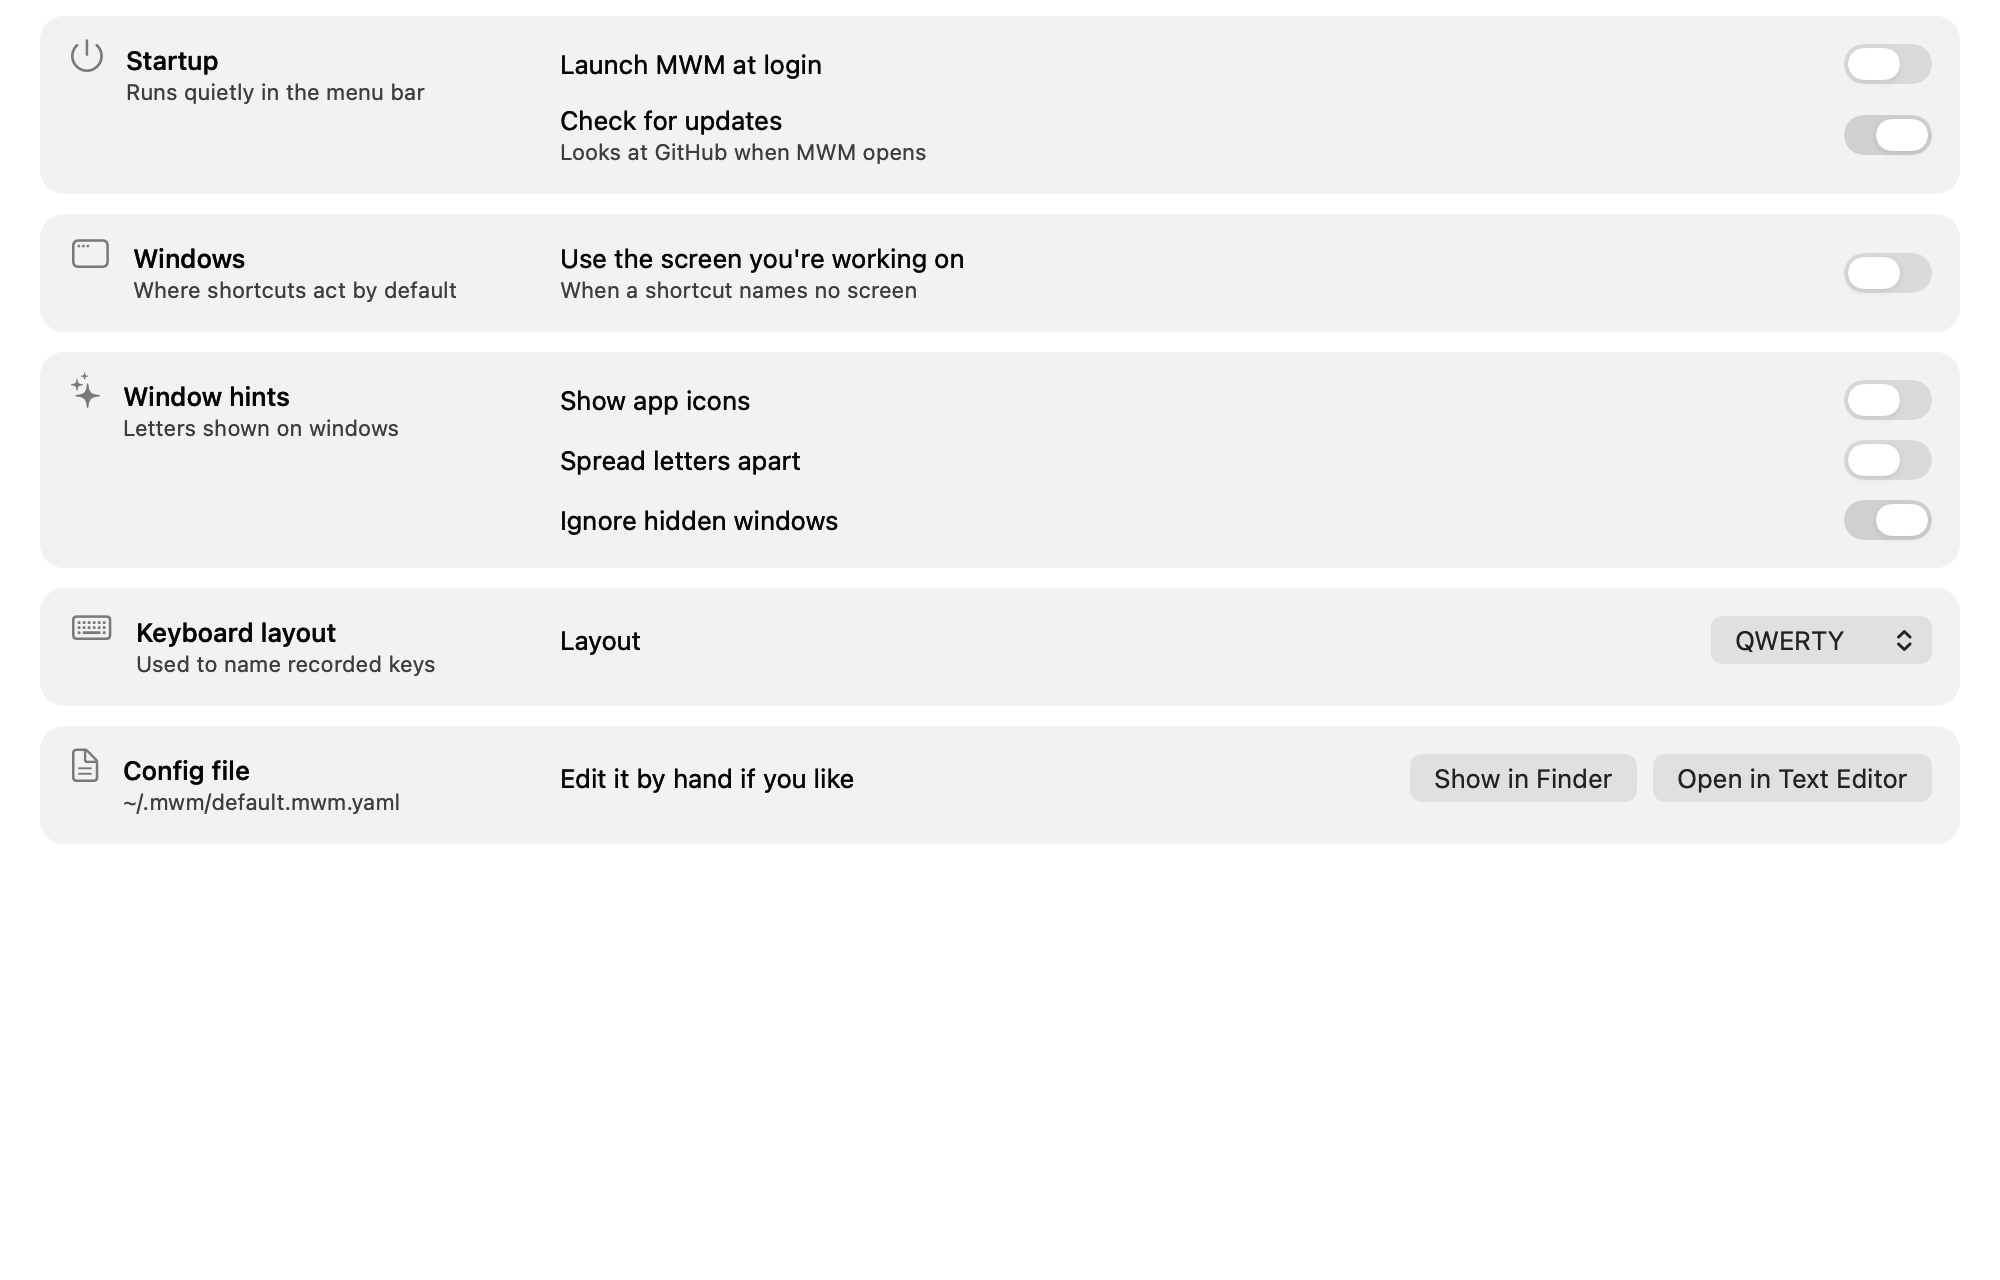 Startup
Runs quietly in the menu bar
Launch MWM at login
Check for updates
Looks at GitHub when MWM opens
Windows
Where shortcuts act by default
Use the screen you're working on
When a shortcut names no screen
Window hints
Letters shown on windows
Show app icons
Spread letters apart
Ignore hidden windows
Keyboard layout
Used to name recorded keys
Layout
QWERTY
Config file
~/.mwm/default.mwm.yaml
Edit it by hand if you like
Show in Finder
Open in Text Editor